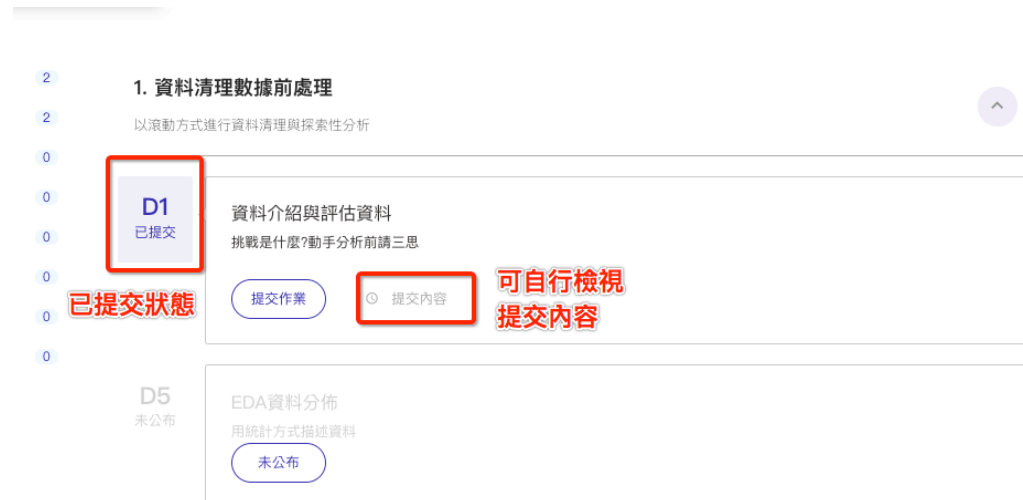 2
2
0
0
0
0
0
0
1. 資料清理數據前處理
以滾動方式進行資料清理與探索性分析
D1
已提交
資料介紹與評估資料
挑戰是什麼?動手分析前請三思
提交作業
提交內容
已提交狀態
可自行檢視
提交內容
D5
未公布
EDA資料分佈
用統計方式描述資料
未公布